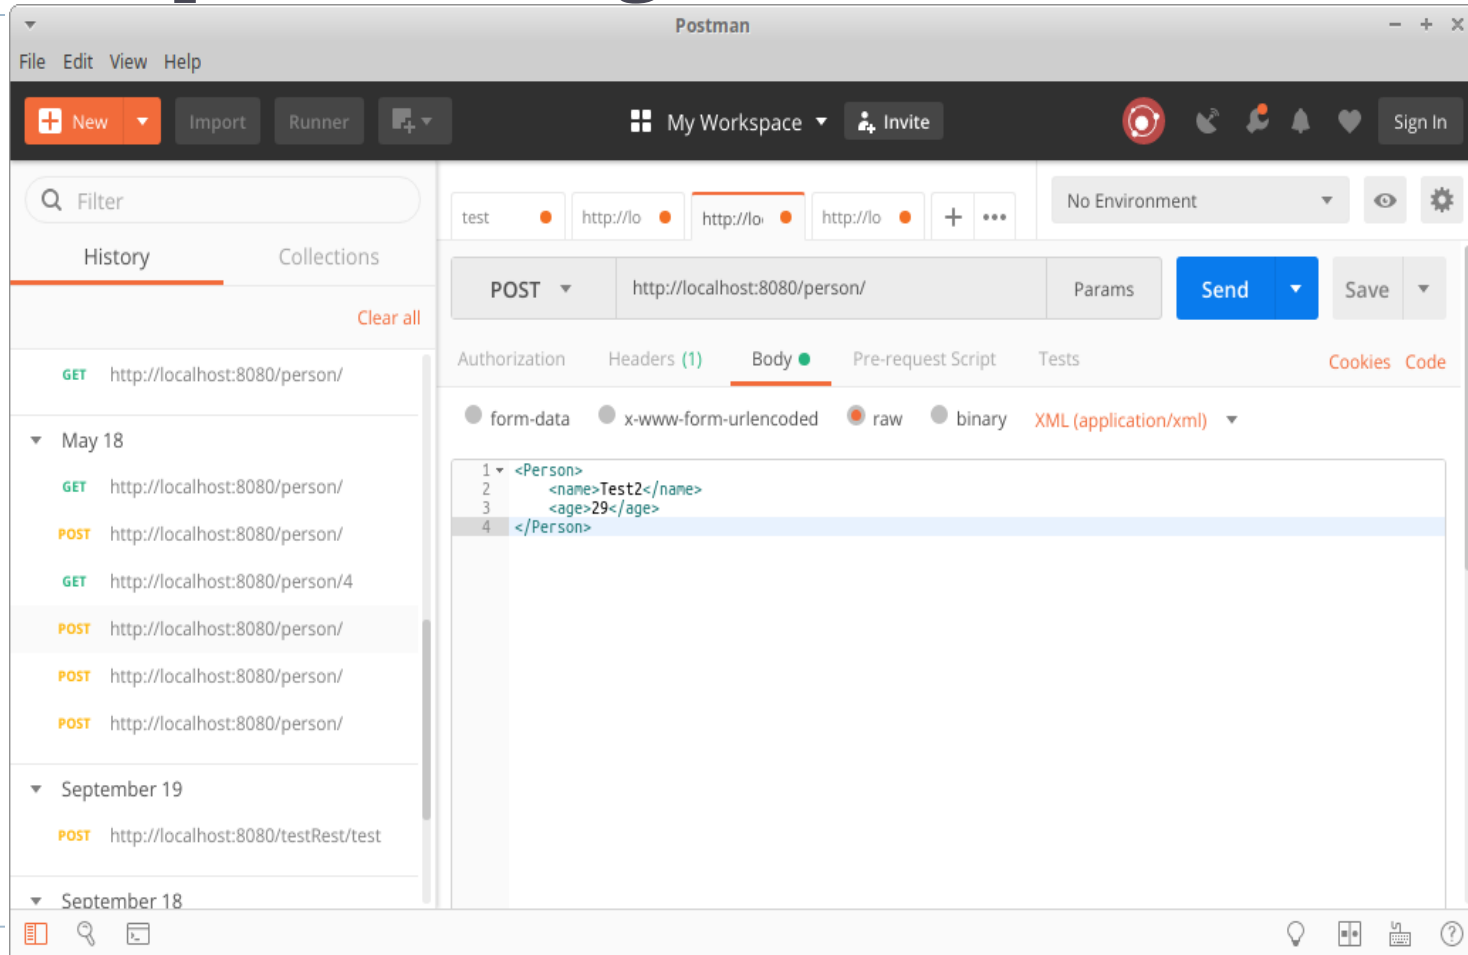 Postman
File Edit View Help
New Import Runner My Workspace Invite Sign In
Filter
History Collections
Clear all
GET http://localhost:8080/person/
May 18
GET http://localhost:8080/person/
POST http://localhost:8080/person/
GET http://localhost:8080/person/4
POST http://localhost:8080/person/
POST http://localhost:8080/person/
POST http://localhost:8080/person/
September 19
POST http://localhost:8080/testRest/test
September 18
test http://lo http://lo http://lo No Environment
POST http://localhost:8080/person/ Params Send Save
Authorization Headers (1) Body Pre-request Script Tests Cookies Code
form-data x-www-form-urlencoded raw binary XML (application/xml)
1 <Person>
2 <name>Test2</name>
3 <age>29</age>
4 </Person>